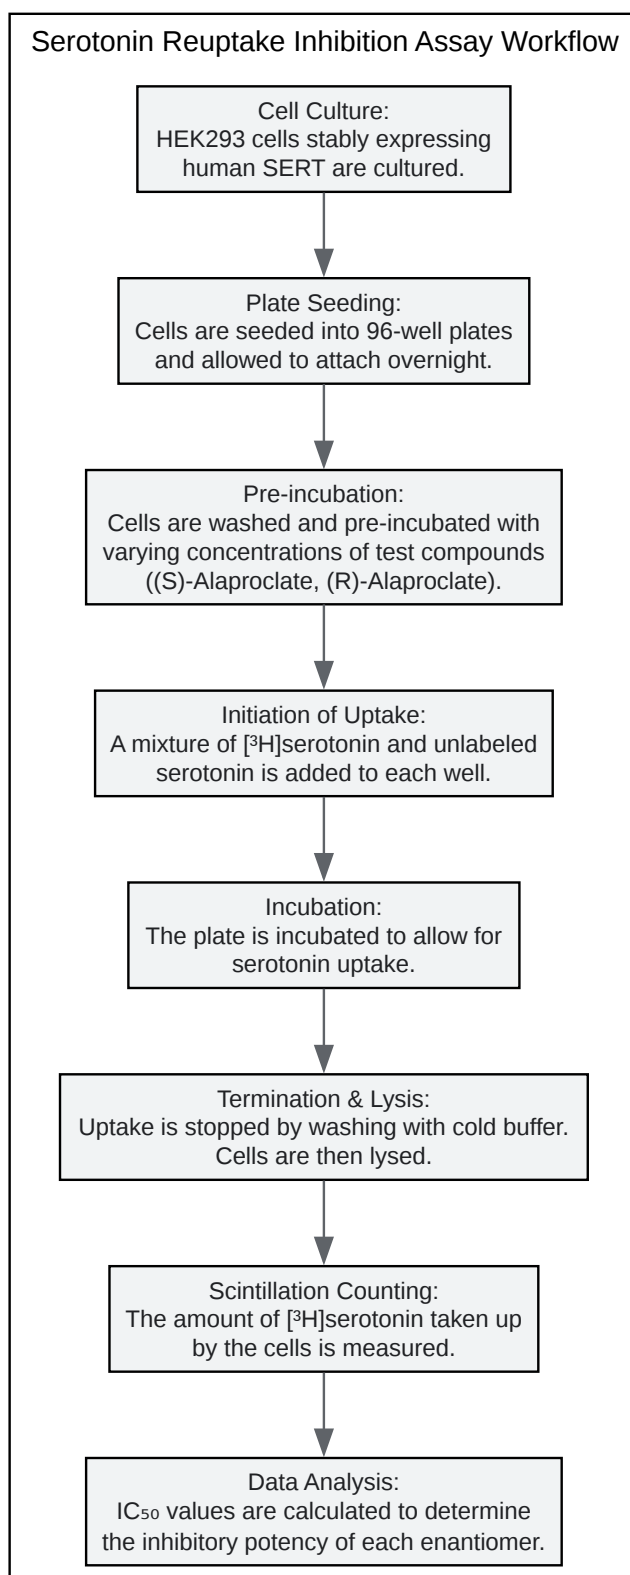 Serotonin Reuptake Inhibition Assay Workflow
Cell Culture:
HEK293 cells stably expressing
human SERT are cultured.
Plate Seeding:
Cells are seeded into 96-well plates
and allowed to attach overnight.
Pre-incubation:
Cells are washed and pre-incubated with
varying concentrations of test compounds
((S)-Alaproclate, (R)-Alaproclate).
Initiation of Uptake:
A mixture of [³H]serotonin and unlabeled
serotonin is added to each well.
Incubation:
The plate is incubated to allow for
serotonin uptake.
Termination & Lysis:
Uptake is stopped by washing with cold buffer.
Cells are then lysed.
Scintillation Counting:
The amount of [³H]serotonin taken up
by the cells is measured.
Data Analysis:
IC₅₀ values are calculated to determine
the inhibitory potency of each enantiomer.